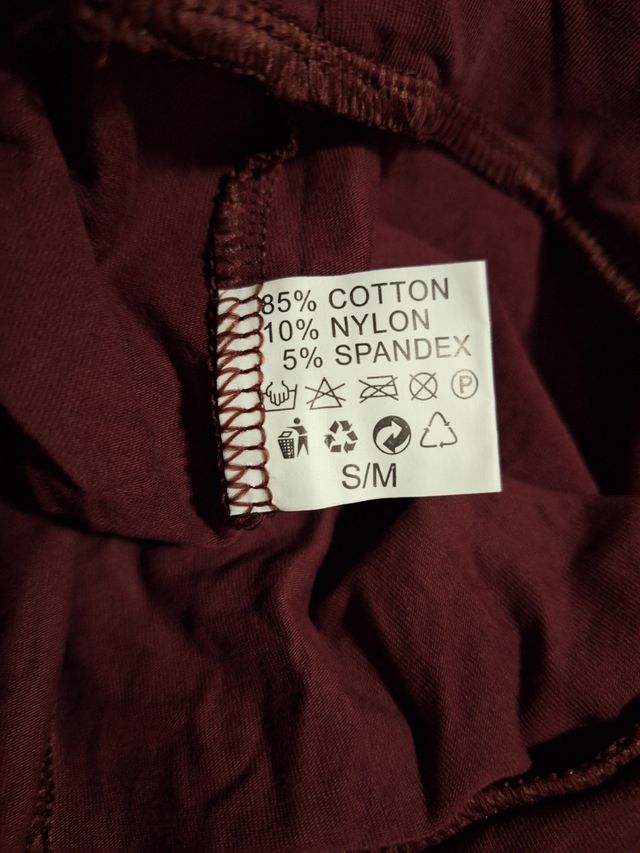 85% COTTON
10% NYLON
5% SPANDEX
P
S/M